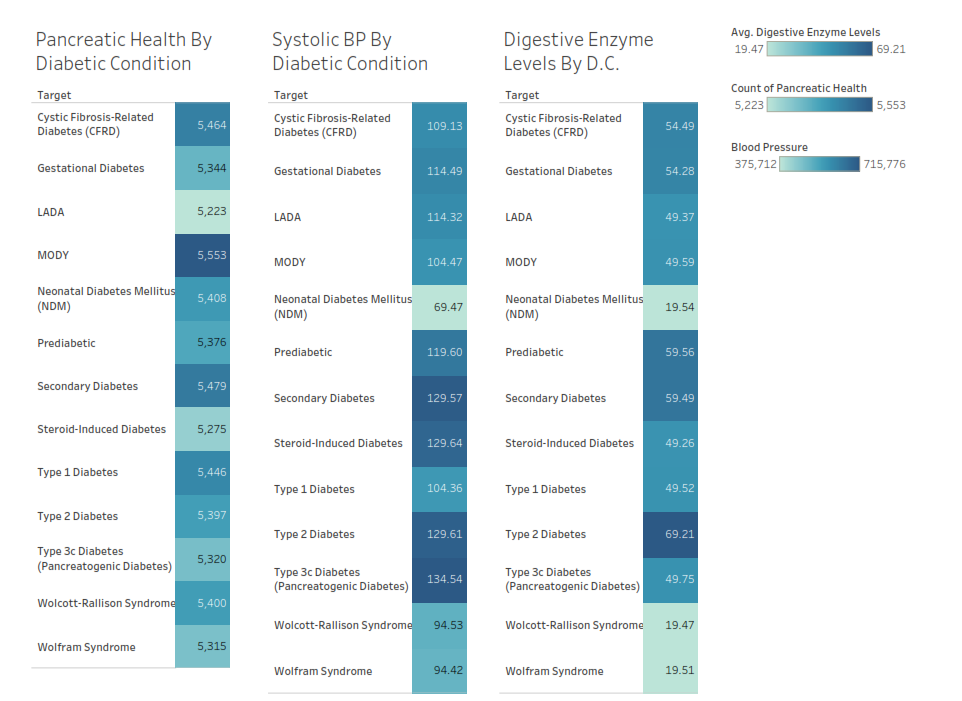 Pancreatic Health By
Diabetic Condition
Target
Cystic Fibrosis-Related
Diabetes (CFRD)
5,464
Gestational Diabetes
5,344
LADA
5,223
MODY
5,553
Neonatal Diabetes Mellitus
(NDM)
5,408
Prediabetic
5,376
Secondary Diabetes
5,479
Steroid-Induced Diabetes
5,275
Type 1 Diabetes
5,446
Type 2 Diabetes
5,397
Type 3c Diabetes
(Pancreatogenic Diabetes)
5,320
Wolcott-Rallison Syndrome
5,400
Wolfram Syndrome
5,315
Systolic BP By
Diabetic Condition
Target
Cystic Fibrosis-Related
Diabetes (CFRD)
109.13
Gestational Diabetes
114.49
LADA
114.32
MODY
104.47
Neonatal Diabetes Mellitus
(NDM)
69.47
Prediabetic
119.60
Secondary Diabetes
129.57
Steroid-Induced Diabetes
129.64
Type 1 Diabetes
104.36
Type 2 Diabetes
129.61
Type 3c Diabetes
(Pancreatogenic Diabetes)
134.54
Wolcott-Rallison Syndrome
94.53
Wolfram Syndrome
94.42
Digestive Enzyme
Levels By D.C.
Target
Cystic Fibrosis-Related
Diabetes (CFRD)
54.49
Gestational Diabetes
54.28
LADA
49.37
MODY
49.59
Neonatal Diabetes Mellitus
(NDM)
19.54
Prediabetic
59.56
Secondary Diabetes
59.49
Steroid-Induced Diabetes
49.26
Type 1 Diabetes
49.52
Type 2 Diabetes
69.21
Type 3c Diabetes
(Pancreatogenic Diabetes)
49.75
Wolcott-Rallison Syndrome
19.47
Wolfram Syndrome
19.51
Avg. Digestive Enzyme Levels
19.47 69.21
Count of Pancreatic Health
5,223 5,553
Blood Pressure
375,712 715,776